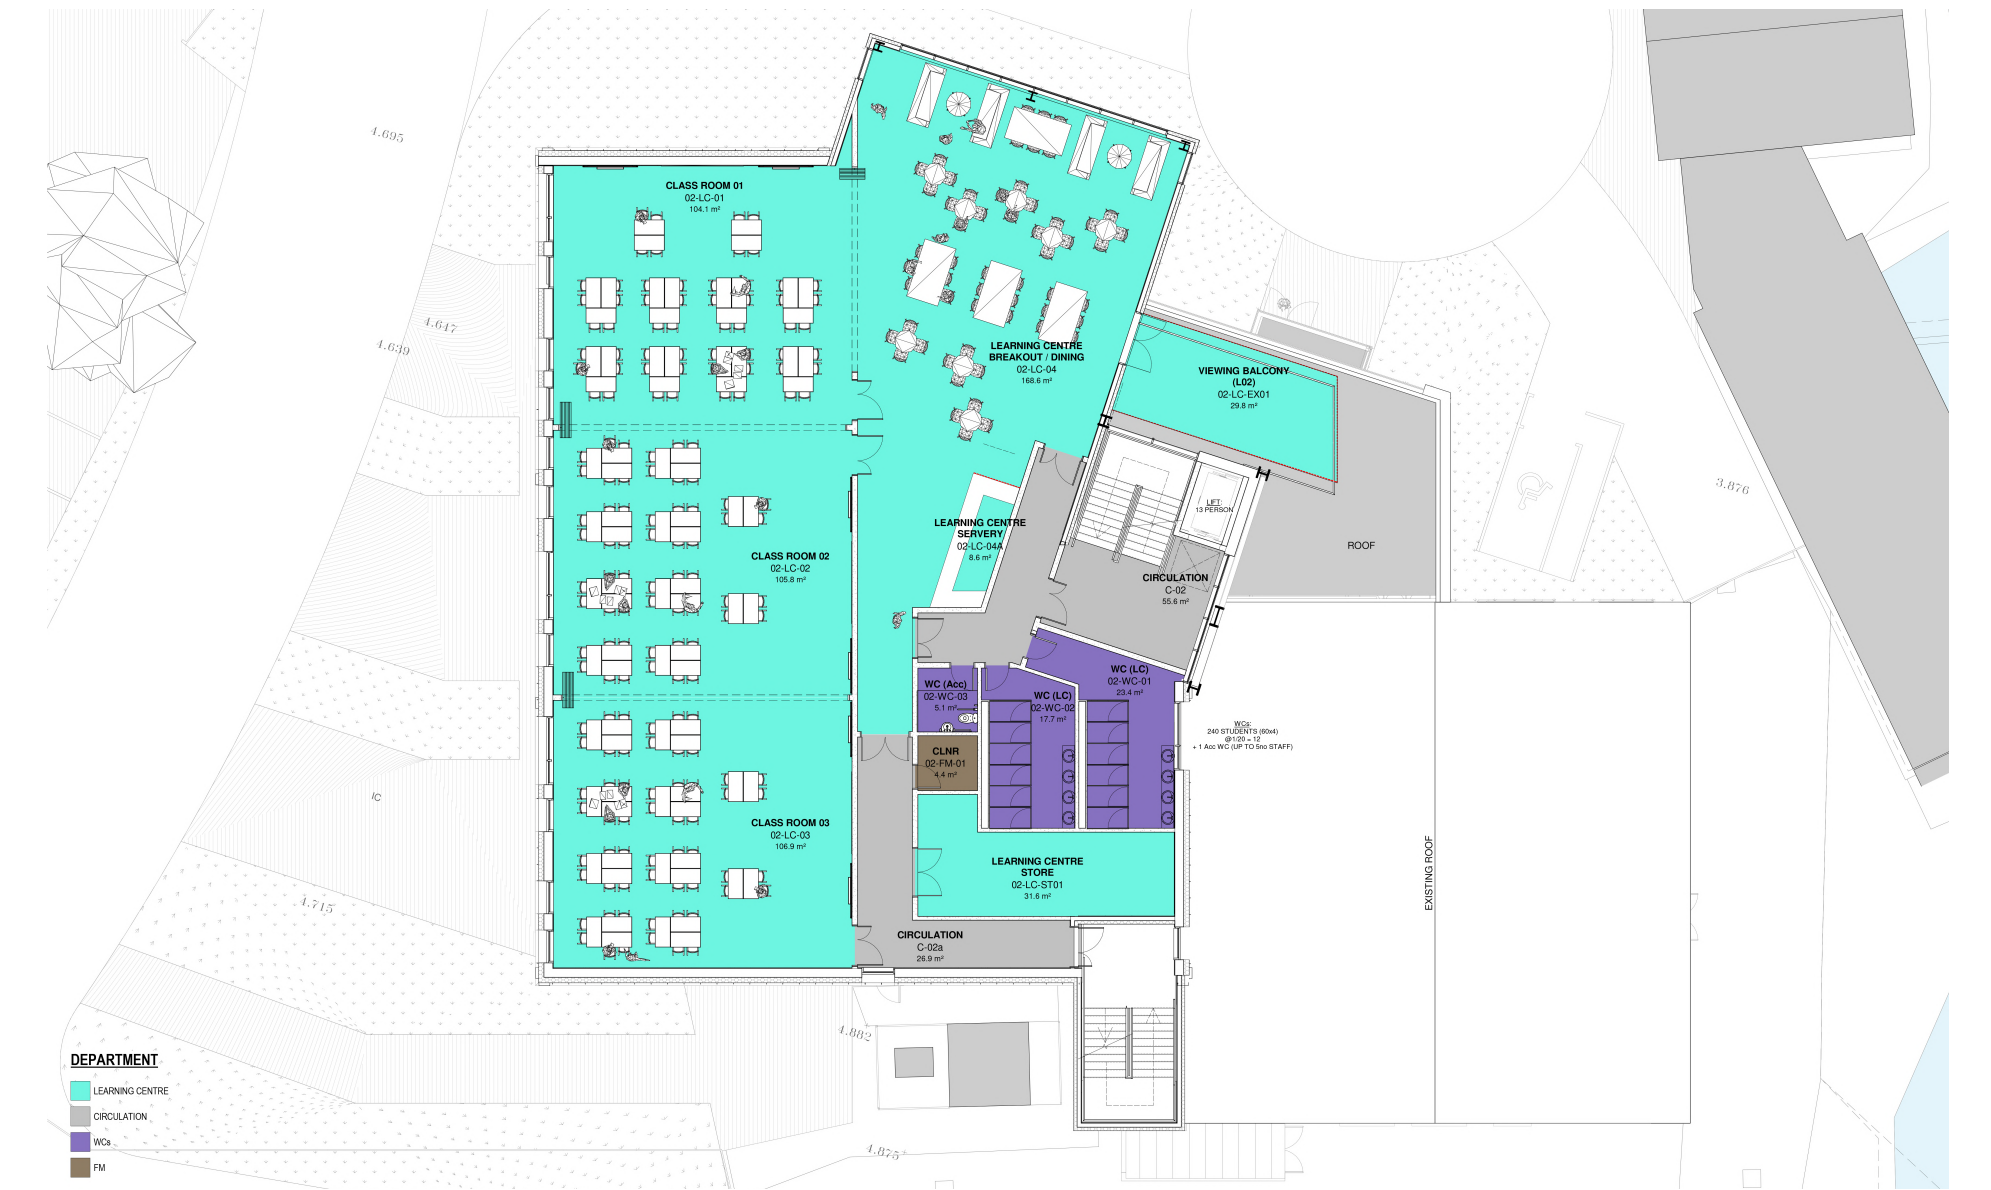 4.695
4.647
4.639
CLASS ROOM 01
02-LC-01
104.1 m²
LEARNING CENTRE
BREAKOUT / DINING
02-LC-04
168.6 m²
VIEWING BALCONY
(L02)
02-LC-EX01
29.8 m²
3.876
LIFT:
13 PERSON
ROOF
LEARNING CENTRE
SERVERY
02-LC-04A
8.6 m²
CLASS ROOM 02
02-LC-02
105.8 m²
CIRCULATION
C-02
55.6 m²
WC (LC)
02-WC-01
23.4 m²
WC (Acc)
02-WC-03
5.1 m²
WC (LC)
02-WC-02
17.7 m²
WCs:
240 STUDENTS (60x4)
@1/20 = 12
+ 1 Acc WC (UP TO 5no STAFF)
CLNR
02-FM-01
4.4 m²
IC
CLASS ROOM 03
02-LC-03
106.9 m²
LEARNING CENTRE
STORE
02-LC-ST01
31.6 m²
EXISTING ROOF
4.715
CIRCULATION
C-02a
26.9 m²
4.882
4.875
DEPARTMENT
LEARNING CENTRE
CIRCULATION
WCs
FM